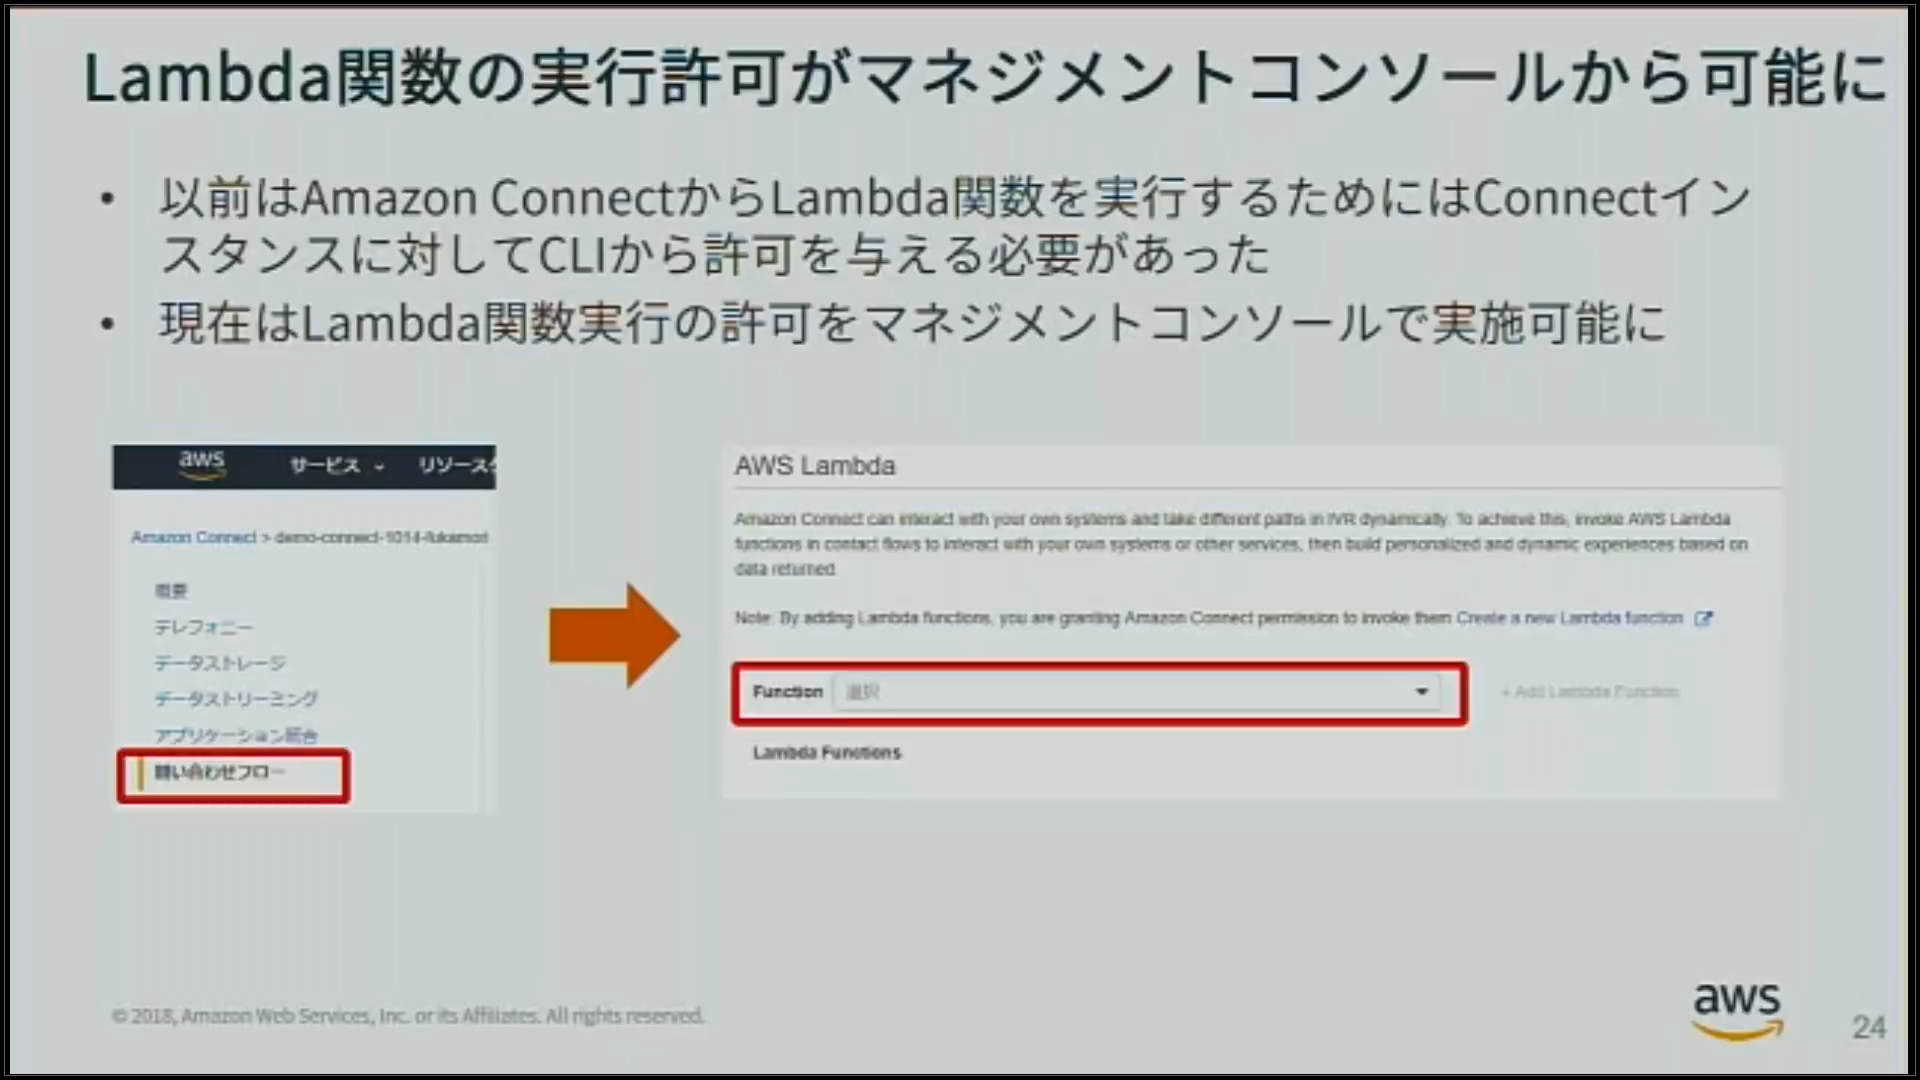 Lambda関数の実行許可がマネジメントコンソールから可能に
• 以前はAmazon ConnectからLambda関数を実行するためにはConnectイン
スタンスに対してCLIから許可を与える必要があった
• 現在はLambda関数実行の許可をマネジメントコンソールで実施可能に
aws サービス リソース
Amazon Connect > demo-connect-1014-fukamori
概要
テレフォニー
データストレージ
データストリーミング
アプリケーション統合
問い合わせフロー
AWS Lambda
Amazon Connect can interact with your own systems and take different paths in IVR dynamically. To achieve this, invoke AWS Lambda
functions in contact flows to interact with your own systems or other services, then build personalized and dynamic experiences based on
data returned.
Note: By adding Lambda functions, you are granting Amazon Connect permission to invoke them Create a new Lambda function
Function 選択
+ Add Lambda Function
Lambda Functions
© 2018, Amazon Web Services, Inc. or its Affiliates. All rights reserved.
aws
24